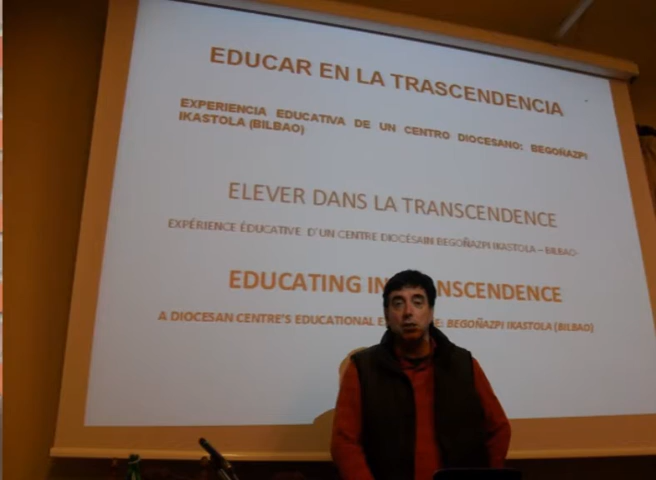 EDUCAR EN LA TRASCENDENCIA
EXPERIENCIA EDUCATIVA DE UN CENTRO DIOCESANO: BEGOÑAZPI
IKASTOLA (BILBAO)
ELEVER DANS LA TRANSCENDENCE
EXPÉRIENCE ÉDUCATIVE D'UN CENTRE DIOCÉSAIN BEGOÑAZPI IKASTOLA – BILBAO-
EDUCATING IN NSCENDENCE
A DIOCESAN CENTRE'S EDUCATIONAL E E: BEGOÑAZPI IKASTOLA (BILBAO)